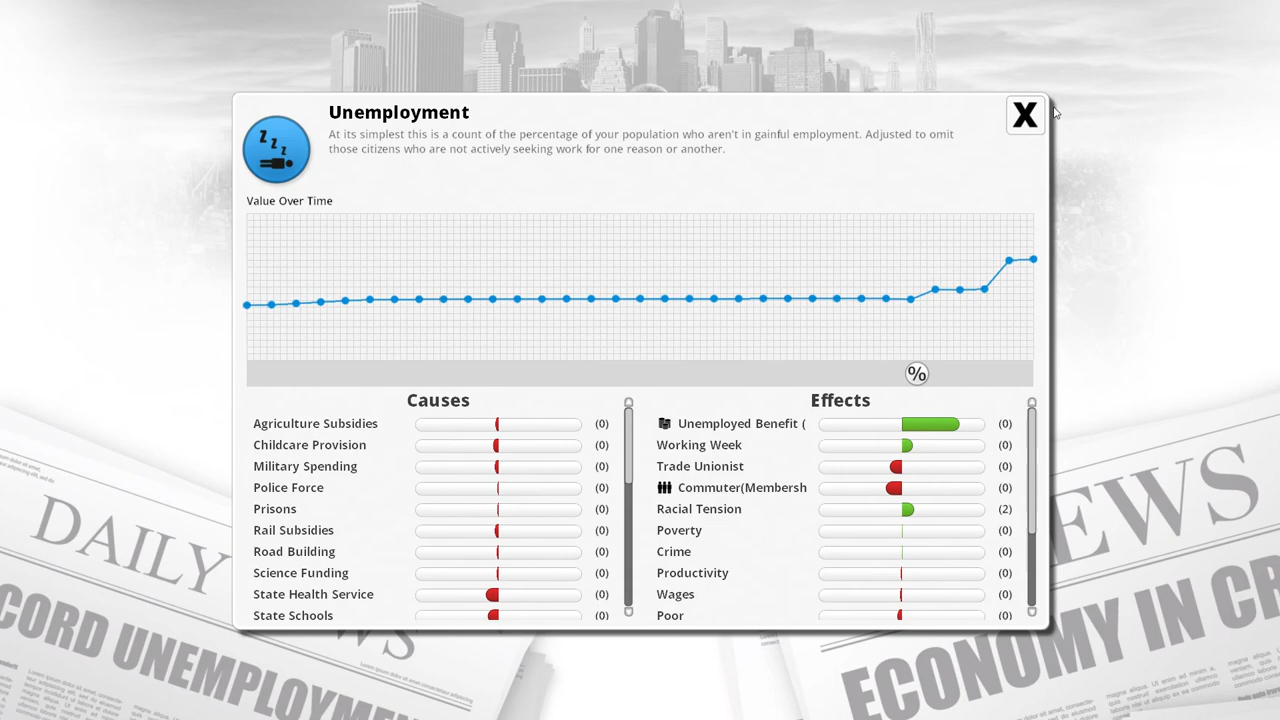 Unemployment
X
At its simplest this is a count of the percentage of your population who aren't in gainful employment. Adjusted to omit
those citizens who are not actively seeking work for one reason or another.
Value Over Time
%
Causes
Agriculture Subsidies (0)
Childcare Provision (0)
Military Spending (0)
Police Force (0)
Prisons (0)
Rail Subsidies (0)
Road Building (0)
Science Funding (0)
State Health Service (0)
State Schools (0)
Effects
Unemployed Benefit ( (0)
Working Week (0)
Trade Unionist (0)
Commuter(Membersh (0)
Racial Tension (2)
Poverty (0)
Crime (0)
Productivity (0)
Wages (0)
Poor (0)
DAILY
WS
CORD UNEMPLOYME
EWS
ECONOMY IN CR